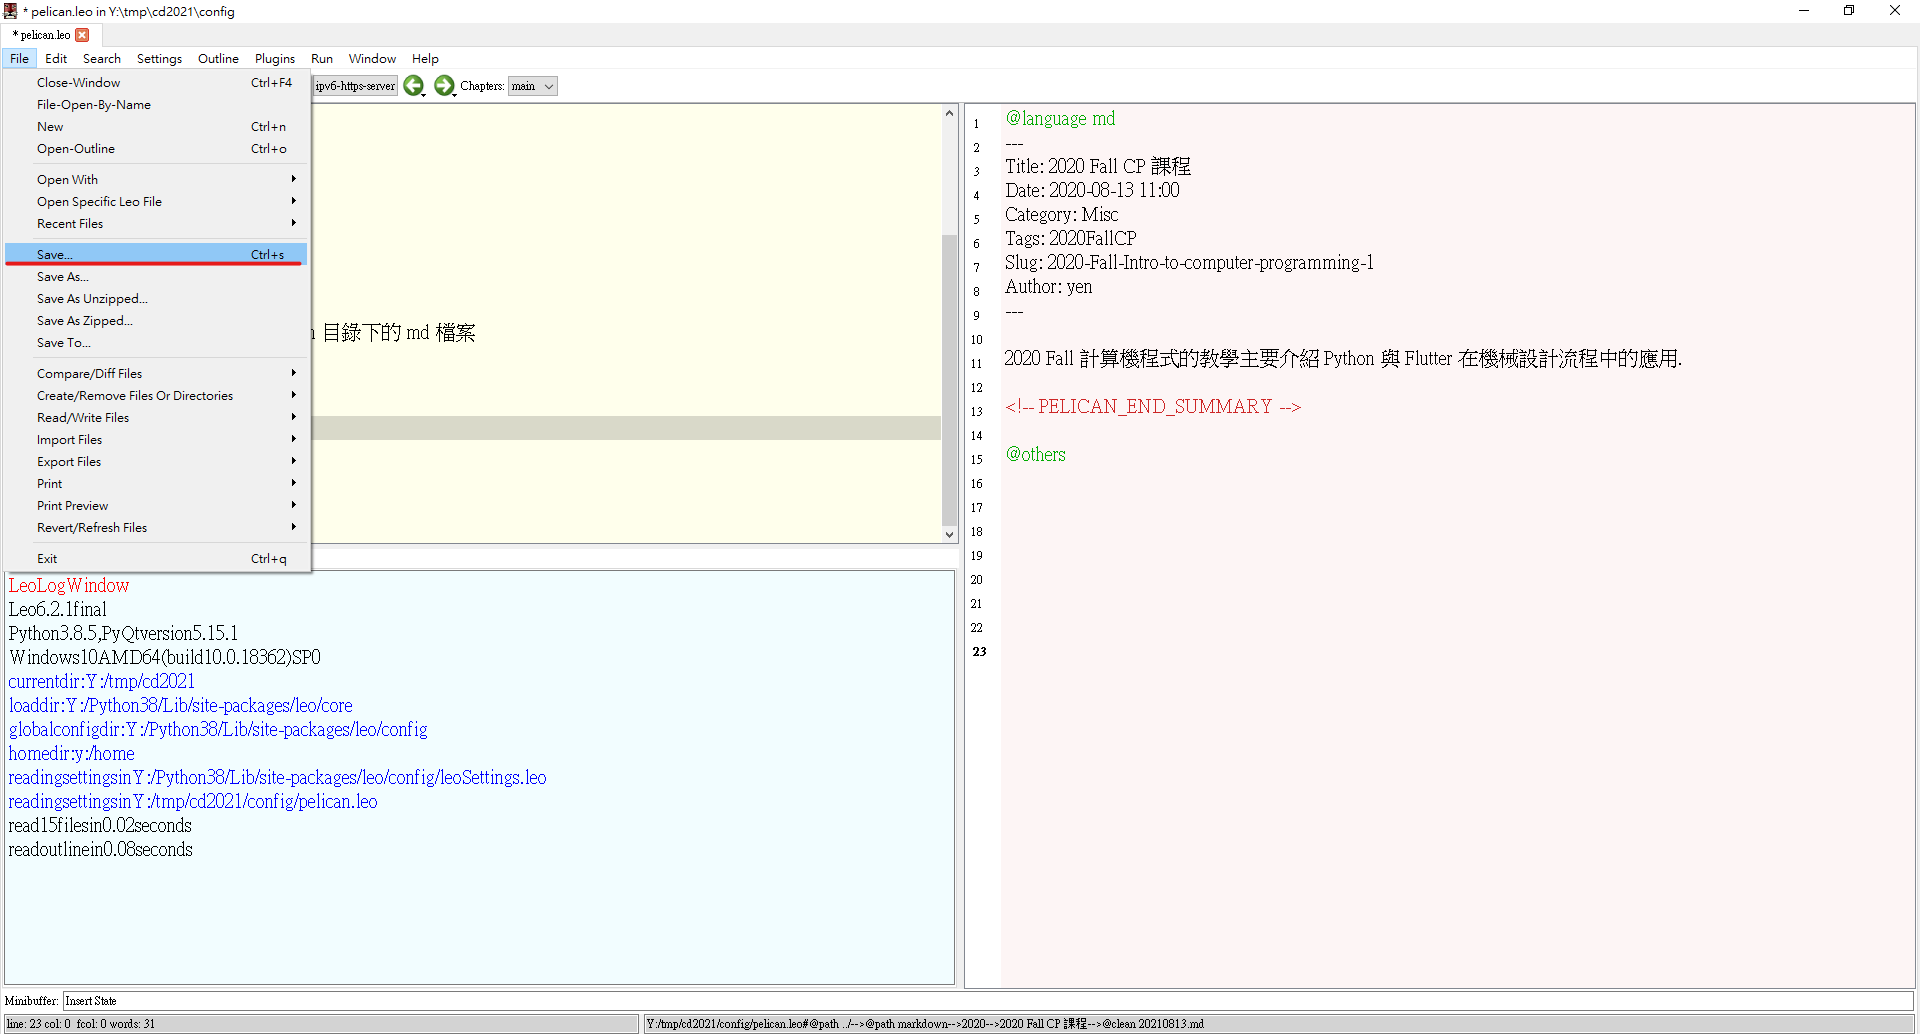 * pelican.leo in Y:\tmp\cd2021\config
* pelican.leo
File Edit Search Settings Outline Plugins Run Window Help
ipv6-https-server Chapters: main
Close-Window Ctrl+F4
File-Open-By-Name
New Ctrl+n
Open-Outline Ctrl+o
Open With
Open Specific Leo File
Recent Files
Save... Ctrl+s
Save As...
Save As Unzipped...
Save As Zipped...
Save To...
Compare/Diff Files
Create/Remove Files Or Directories
Read/Write Files
Import Files
Export Files
Print
Print Preview
Revert/Refresh Files
Exit Ctrl+q
目錄下的 md 檔案
LeoLogWindow
Leo6.2.1final
Python3.8.5,PyQtversion5.15.1
Windows10AMD64(build10.0.18362)SP0
currentdir:Y:/tmp/cd2021
loaddir:Y:/Python38/Lib/site-packages/leo/core
globalconfigdir:Y:/Python38/Lib/site-packages/leo/config
homedir:y:/home
readingsettingsinY:/Python38/Lib/site-packages/leo/config/leoSettings.leo
readingsettingsinY:/tmp/cd2021/config/pelican.leo
read15filesin0.02seconds
readoutlinein0.08seconds
1 @language md
2 ---
3 Title: 2020 Fall CP 課程
4 Date: 2020-08-13 11:00
5 Category: Misc
6 Tags: 2020FallCP
7 Slug: 2020-Fall-Intro-to-computer-programming-1
8 Author: yen
9 ---
10
11 2020 Fall 計算機程式的教學主要介紹 Python 與 Flutter 在機械設計流程中的應用.
12
13 <!-- PELICAN_END_SUMMARY -->
14
15 @others
16
17
18
19
20
21
22
23
Minibuffer: Insert State
line: 23 col: 0 fcol: 0 words: 31
Y:/tmp/cd2021/config/pelican.leo#@path ../-->@path markdown-->2020-->2020 Fall CP 課程-->@clean 20210813.md